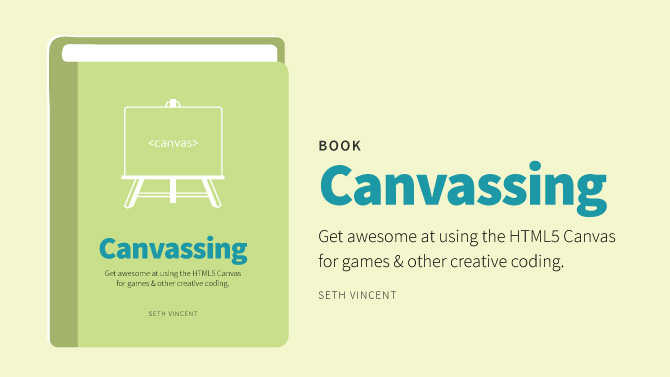 <canvas>
Canvassing
Get awesome at using the HTML5 Canvas
for games & other creative coding.
SETH VINCENT
BOOK
Canvassing
Get awesome at using the HTML5 Canvas
for games & other creative coding.
SETH VINCENT